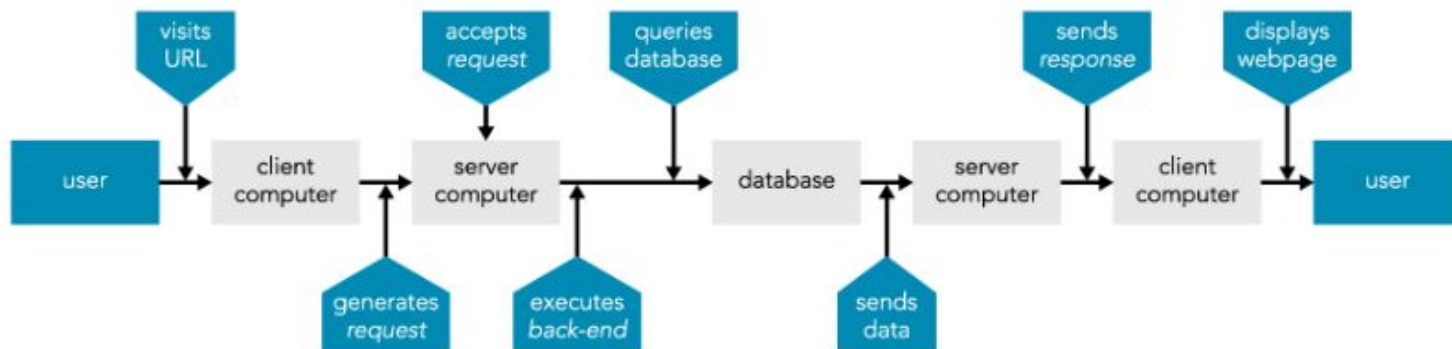 visits
URL
accepts
request
queries
database
sends
response
displays
webpage
user
client
computer
server
computer
database
server
computer
client
computer
user
generates
request
executes
back-end
sends
data